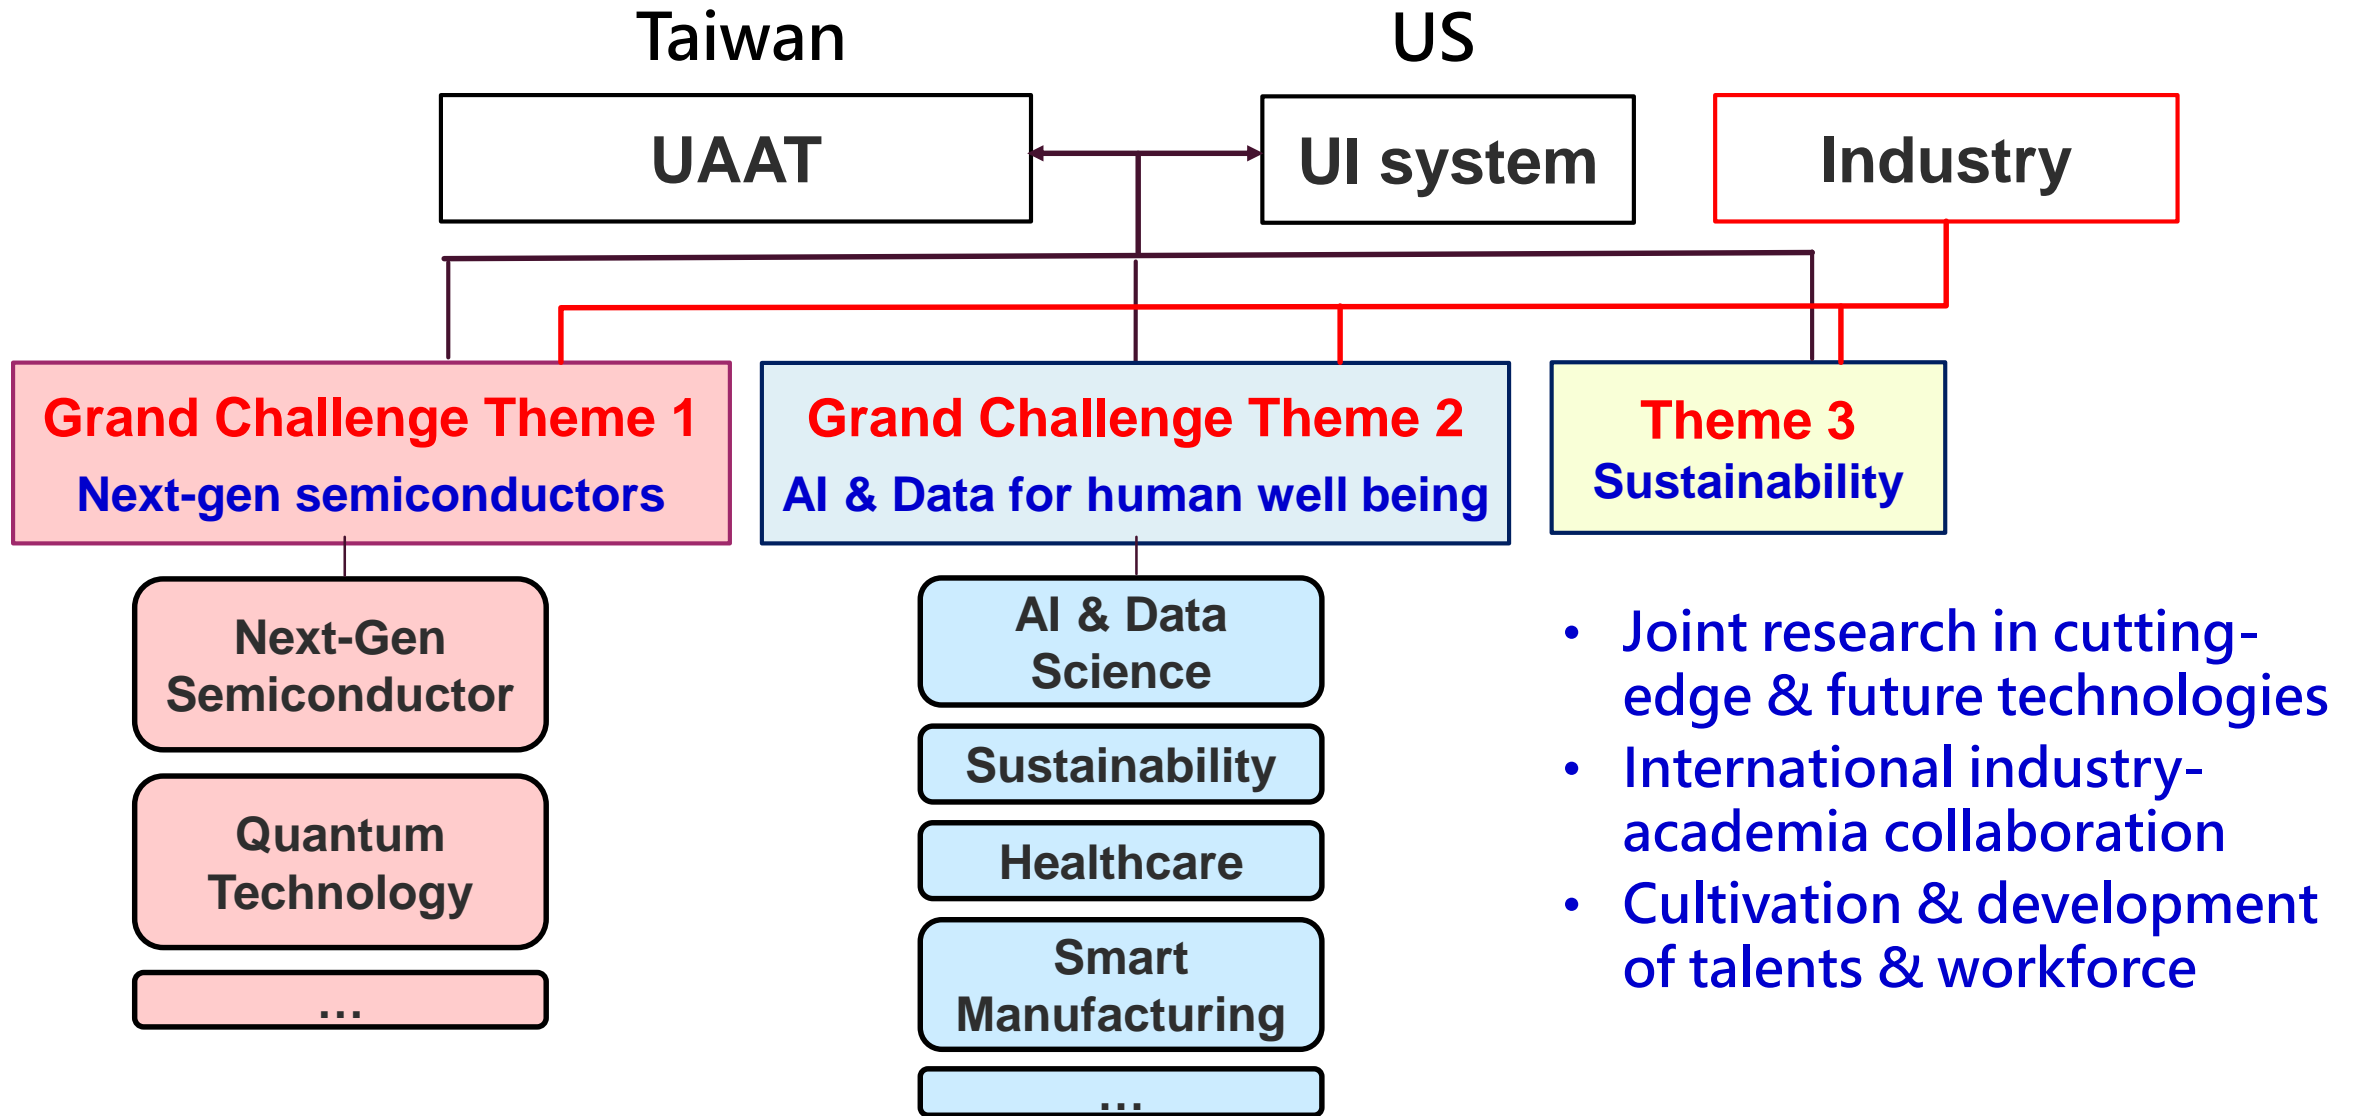 Taiwan
US
UAAT
UI system
Industry
Grand Challenge Theme 1
Next-gen semiconductors
Grand Challenge Theme 2
AI & Data for human well being
Theme 3
Sustainability
Next-Gen
Semiconductor
Quantum
Technology
...
AI & Data
Science
Sustainability
Healthcare
Smart
Manufacturing
...
• Joint research in cutting-
edge & future technologies
• International industry-
academia collaboration
• Cultivation & development
of talents & workforce